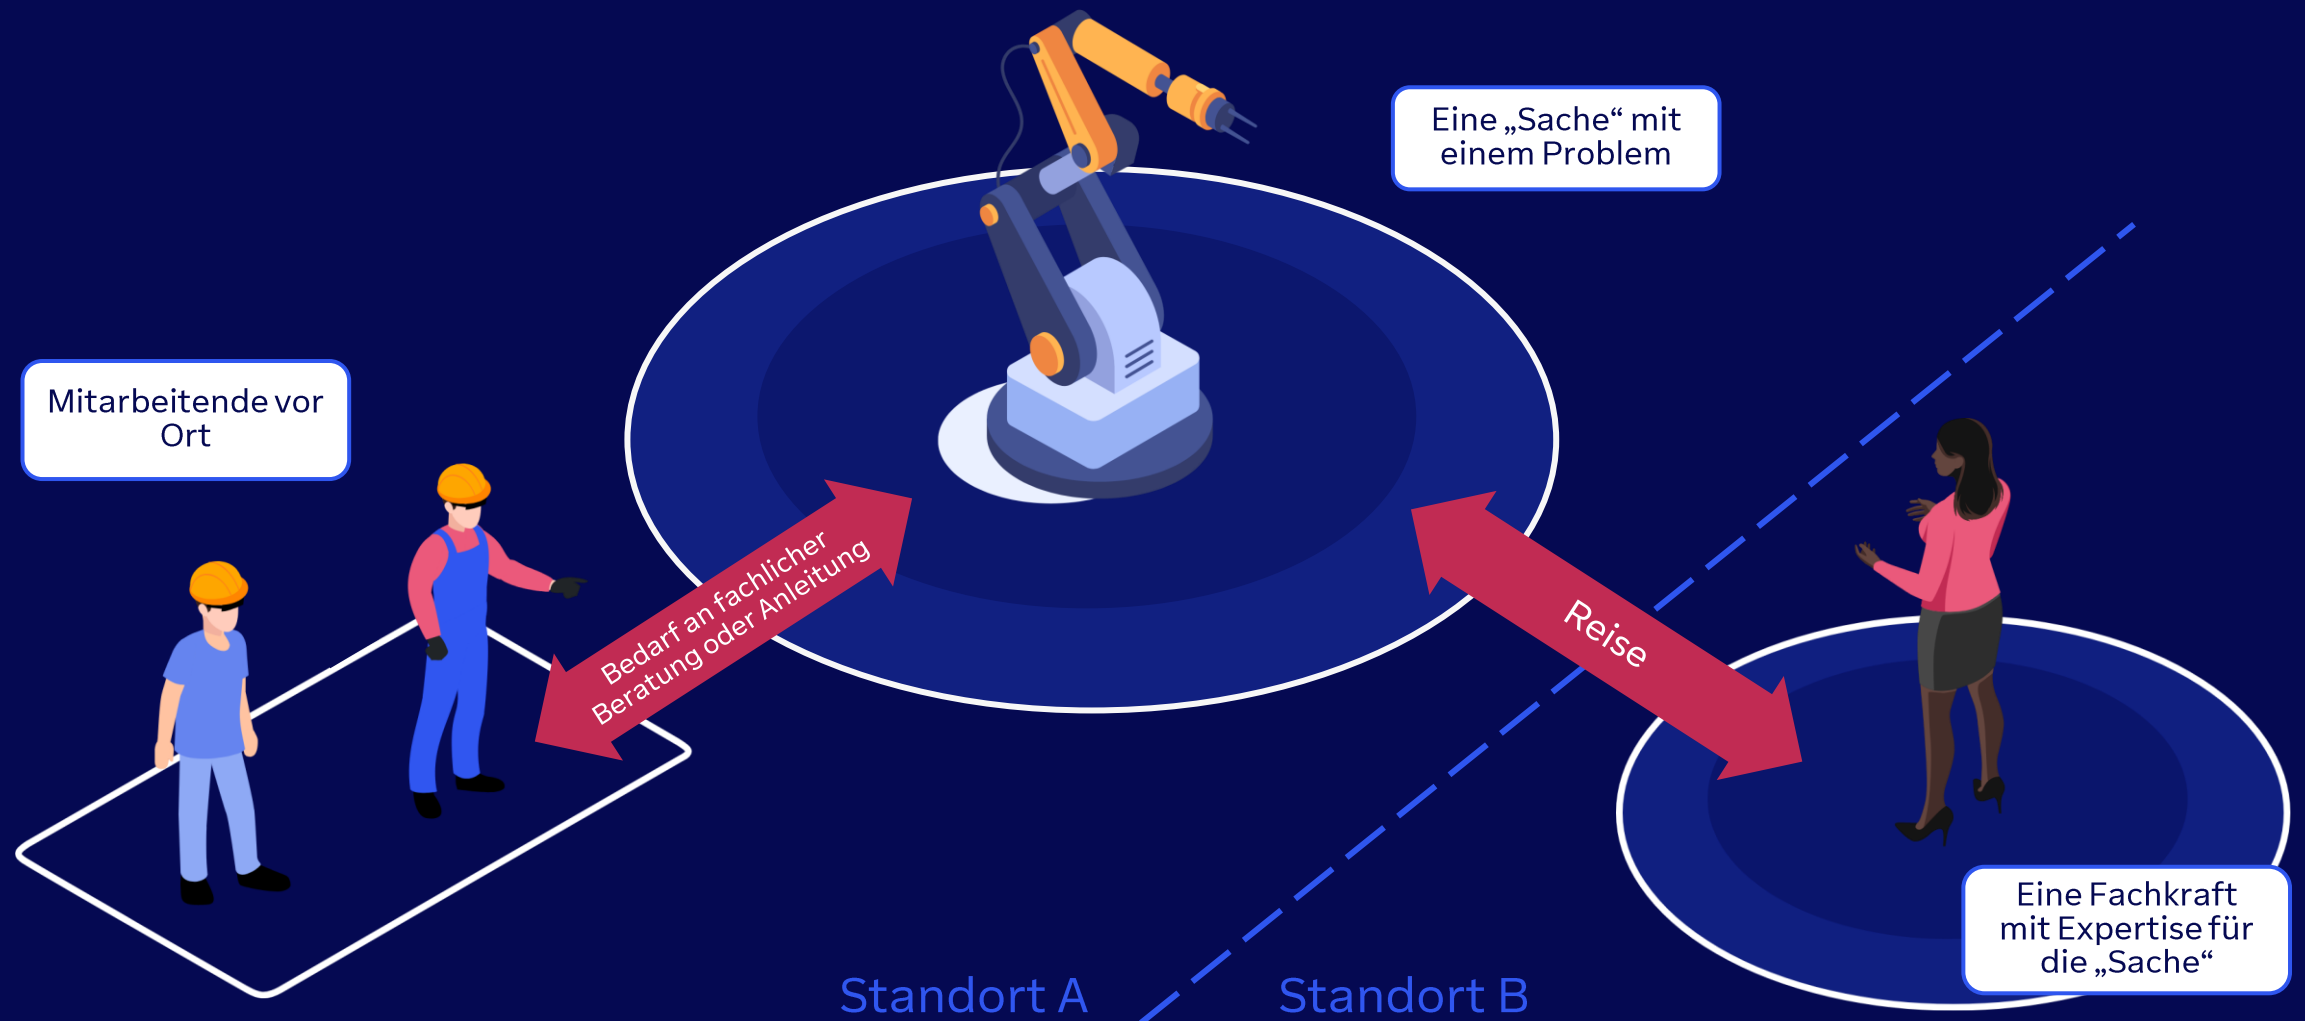 Eine „Sache“ mit
einem Problem
Mitarbeitende vor
Ort
Bedarf an fachlicher
Beratung oder Anleitung
Reise
Eine Fachkraft
mit Expertise für
die „Sache“
Standort A
Standort B